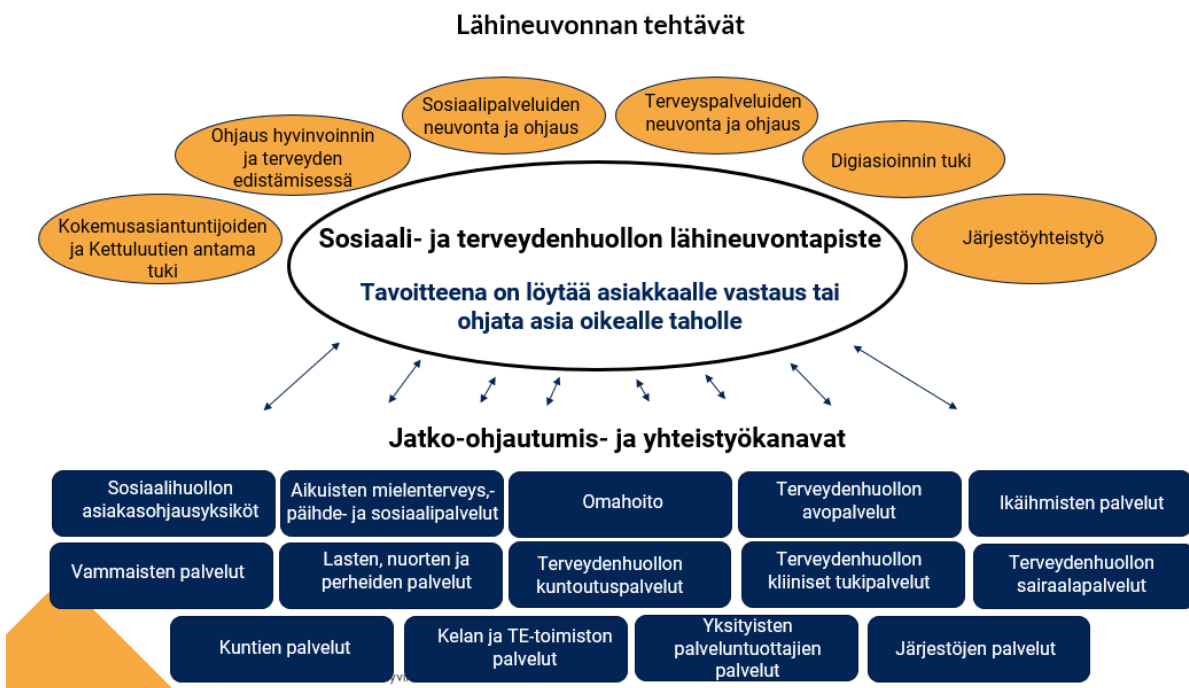 Lähineuvonnan tehtävät
Kokemusasiantuntijoiden
ja Kettuluutien antama
tuki
Ohjaus hyvinvoinnin
ja terveyden
edistämisessä
Sosiaalipalveluiden
neuvonta ja ohjaus
Terveyspalveluiden
neuvonta ja ohjaus
Digiasioinnin tuki
Järjestöyhteistyö
Sosiaali- ja terveydenhuollon lähineuvontapiste
Tavoitteena on löytää asiakkaalle vastaus tai
ohjata asia oikealle taholle
Jatko-ohjautumis- ja yhteistyökanavat
Sosiaalihuollon
asiakasohjausyksiköt
Aikuisten mielenterveys,-
päihde- ja sosiaalipalvelut
Omahoito
Terveydenhuollon
avopalvelut
Ikäihmisten palvelut
Vammaisten palvelut
Lasten, nuorten ja
perheiden palvelut
Terveydenhuollon
kuntoutuspalvelut
Terveydenhuollon
kliiniset tukipalvelut
Terveydenhuollon
sairaalapalvelut
Kuntien palvelut
Kelan ja TE-toimiston
palvelut
Yksityisten
palveluntuottajien
palvelut
Järjestöjen palvelut